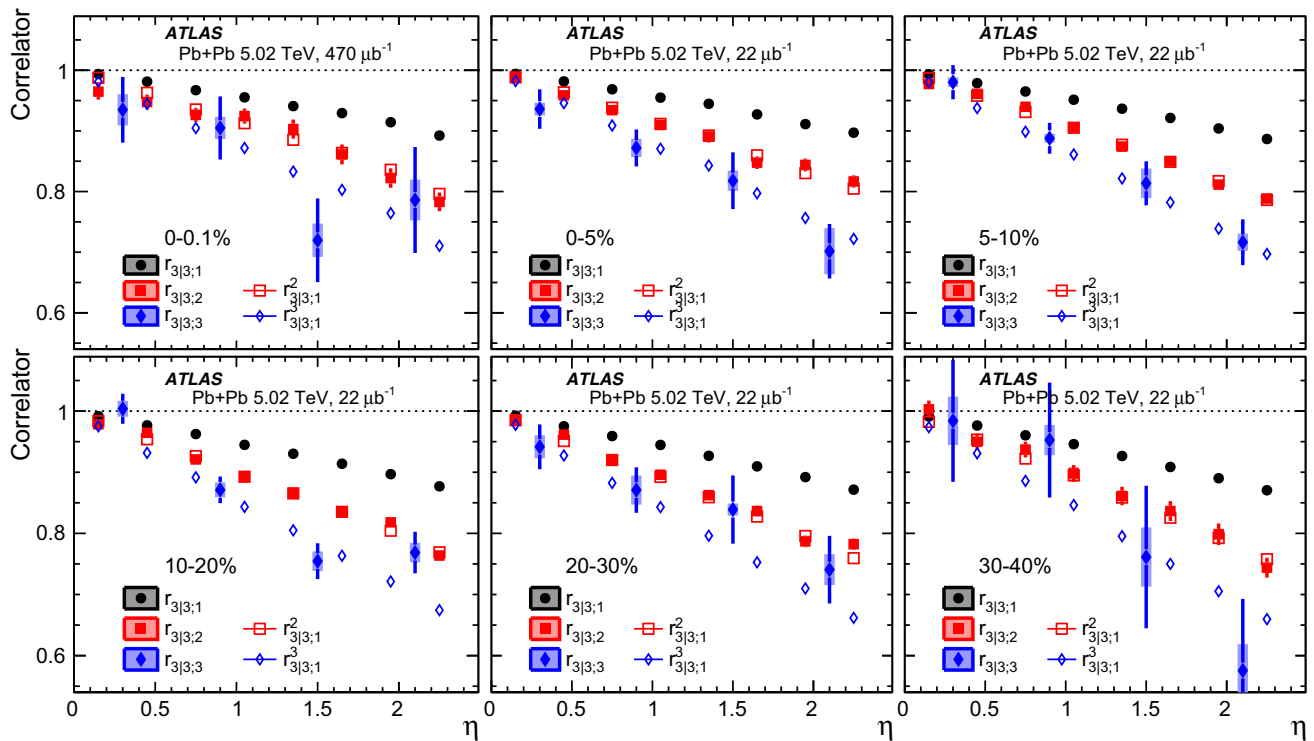 Correlator
1
0.8
0.6
ATLAS
Pb+Pb 5.02 TeV, 470 μb⁻¹
0-0.1%
r₃|₃;₁
r₃|₃;₂ r²₃|₃;₁
r₃|₃;₃ r³₃|₃;₁
ATLAS
Pb+Pb 5.02 TeV, 22 μb⁻¹
0-5%
r₃|₃;₁
r₃|₃;₂ r²₃|₃;₁
r₃|₃;₃ r³₃|₃;₁
ATLAS
Pb+Pb 5.02 TeV, 22 μb⁻¹
5-10%
r₃|₃;₁
r₃|₃;₂ r²₃|₃;₁
r₃|₃;₃ r³₃|₃;₁
Correlator
1
0.8
0.6
ATLAS
Pb+Pb 5.02 TeV, 22 μb⁻¹
10-20%
r₃|₃;₁
r₃|₃;₂ r²₃|₃;₁
r₃|₃;₃ r³₃|₃;₁
0 0.5 1 1.5 2
η
ATLAS
Pb+Pb 5.02 TeV, 22 μb⁻¹
20-30%
r₃|₃;₁
r₃|₃;₂ r²₃|₃;₁
r₃|₃;₃ r³₃|₃;₁
0 0.5 1 1.5 2
η
ATLAS
Pb+Pb 5.02 TeV, 22 μb⁻¹
30-40%
r₃|₃;₁
r₃|₃;₂ r²₃|₃;₁
r₃|₃;₃ r³₃|₃;₁
0 0.5 1 1.5 2
η